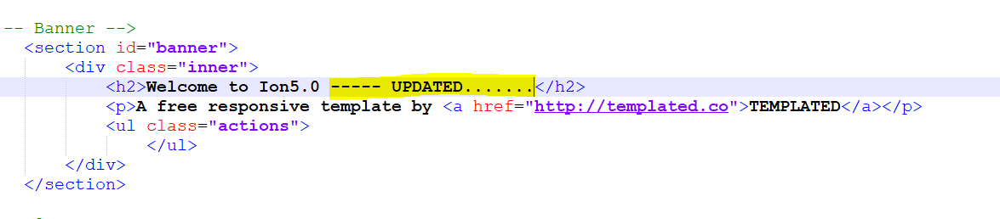 -- Banner -->
<section id="banner">
<div class="inner">
<h2>Welcome to Ion5.0 ----- UPDATED.......</h2>
<p>A free responsive template by <a href="http://templated.co">TEMPLATED</a></p>
<ul class="actions">
</ul>
</div>
</section>